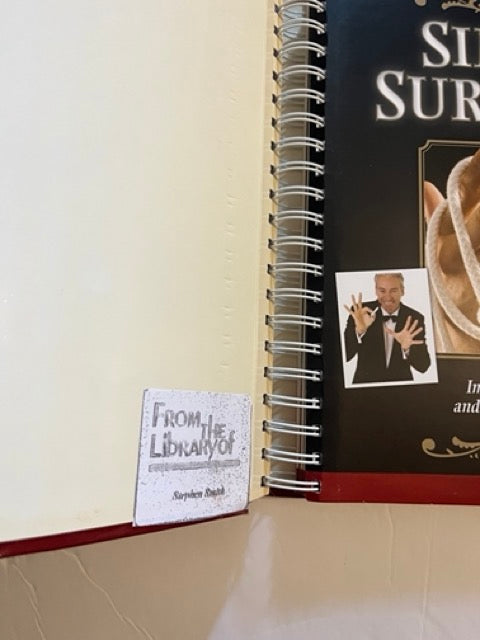 FROM
THE
LIBRARY of
Stephen Smith
SI
SUR
In
and